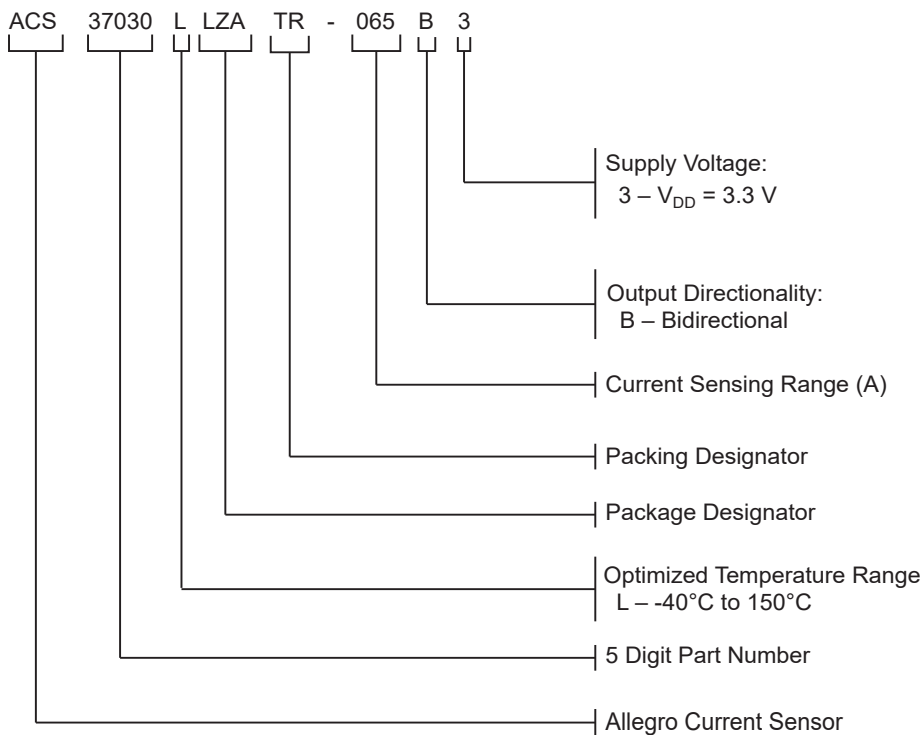 ACS 37030 L LZA TR - 065 B 3
Supply Voltage:
3 – VDD = 3.3 V
Output Directionality:
B – Bidirectional
Current Sensing Range (A)
Packing Designator
Package Designator
Optimized Temperature Range
L – -40°C to 150°C
5 Digit Part Number
Allegro Current Sensor